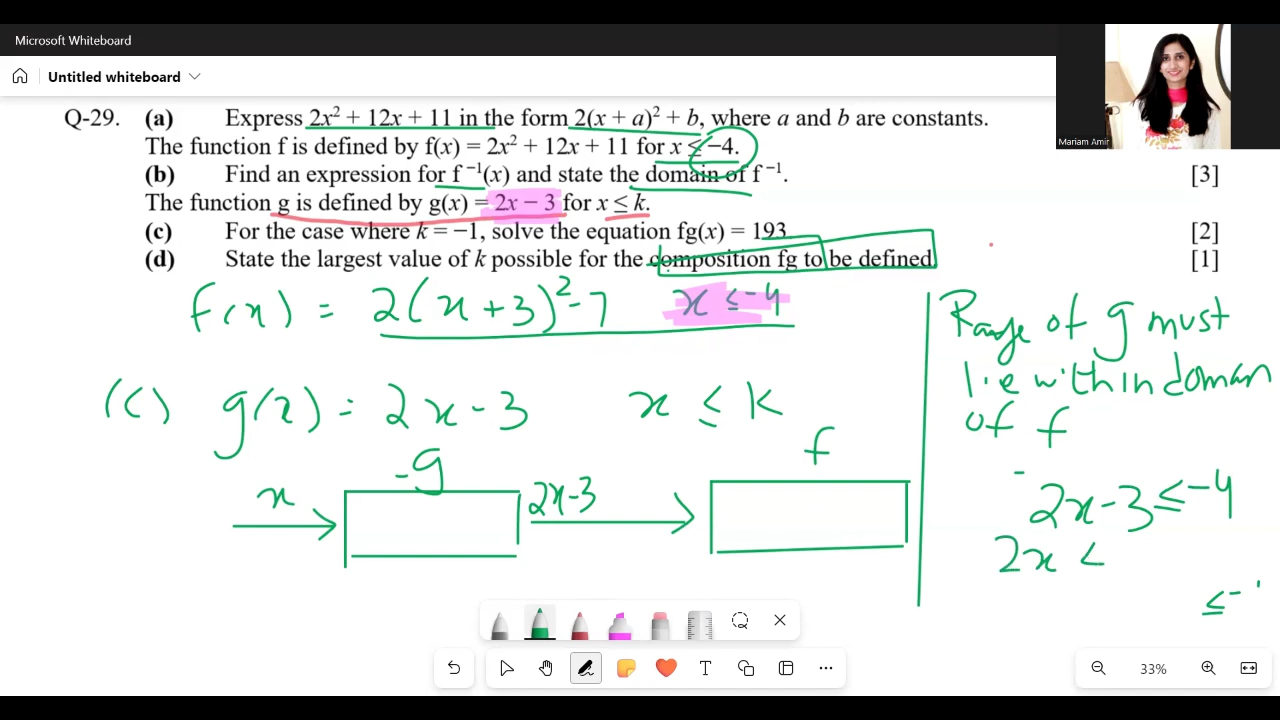 Microsoft Whiteboard
Untitled whiteboard
Mariam Amir
Q-29. (a) Express 2x² + 12x + 11 in the form 2(x + a)² + b, where a and b are constants.
The function f is defined by f(x) = 2x² + 12x + 11 for x ≤ −4.
(b) Find an expression for f⁻¹(x) and state the domain of f⁻¹. [3]
The function g is defined by g(x) = 2x − 3 for x ≤ k.
(c) For the case where k = −1, solve the equation fg(x) = 193. [2]
(d) State the largest value of k possible for the composition fg to be defined. [1]
f(x) = 2(x+3)²-7 x ≤ -4
(c) g(x) = 2x-3 x ≤ k
g f
x 2x-3
Range of g must
lie within doman
of f
2x-3 ≤ -4
2x <
≤ -
33%